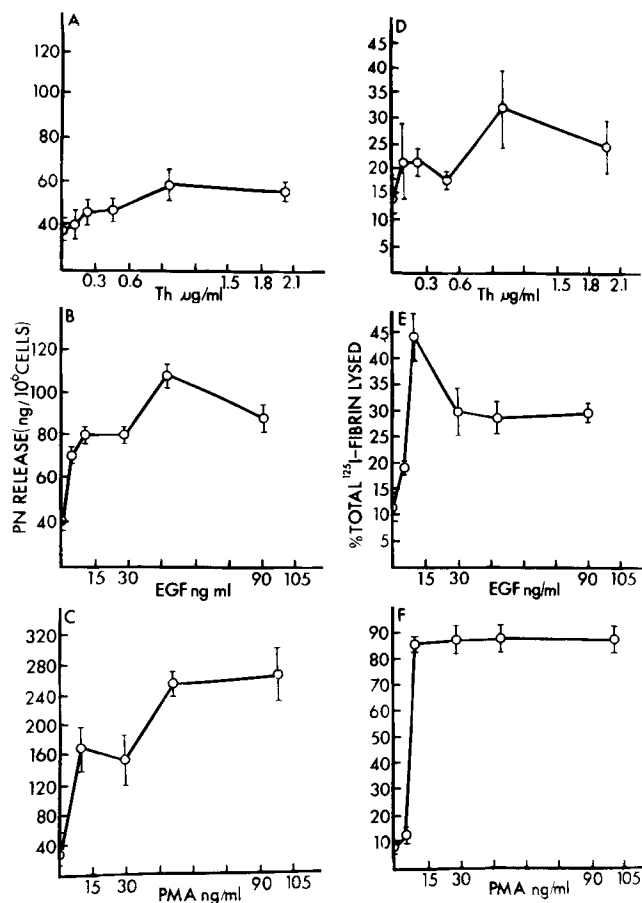 A
120
100
80
60
40
0.3 0.6 1.5 1.8 2.1
Th µg/ml
D
45
40
35
30
25
20
15
10
5
0.3 0.6 1.5 1.8 2.1
Th µg/ml
PN RELEASE(ng/10⁶CELLS)
B
120
100
80
60
40
15 30 90 105
EGF ng ml
%TOTAL ¹²⁵I-FIBRIN LYSED
E
45
40
35
30
25
20
15
10
5
15 30 90 105
EGF ng/ml
C
320
280
240
200
160
120
80
40
15 30 90 105
PMA ng/ml
F
90
80
70
60
50
40
30
20
10
15 30 90 105
PMA ng/ml